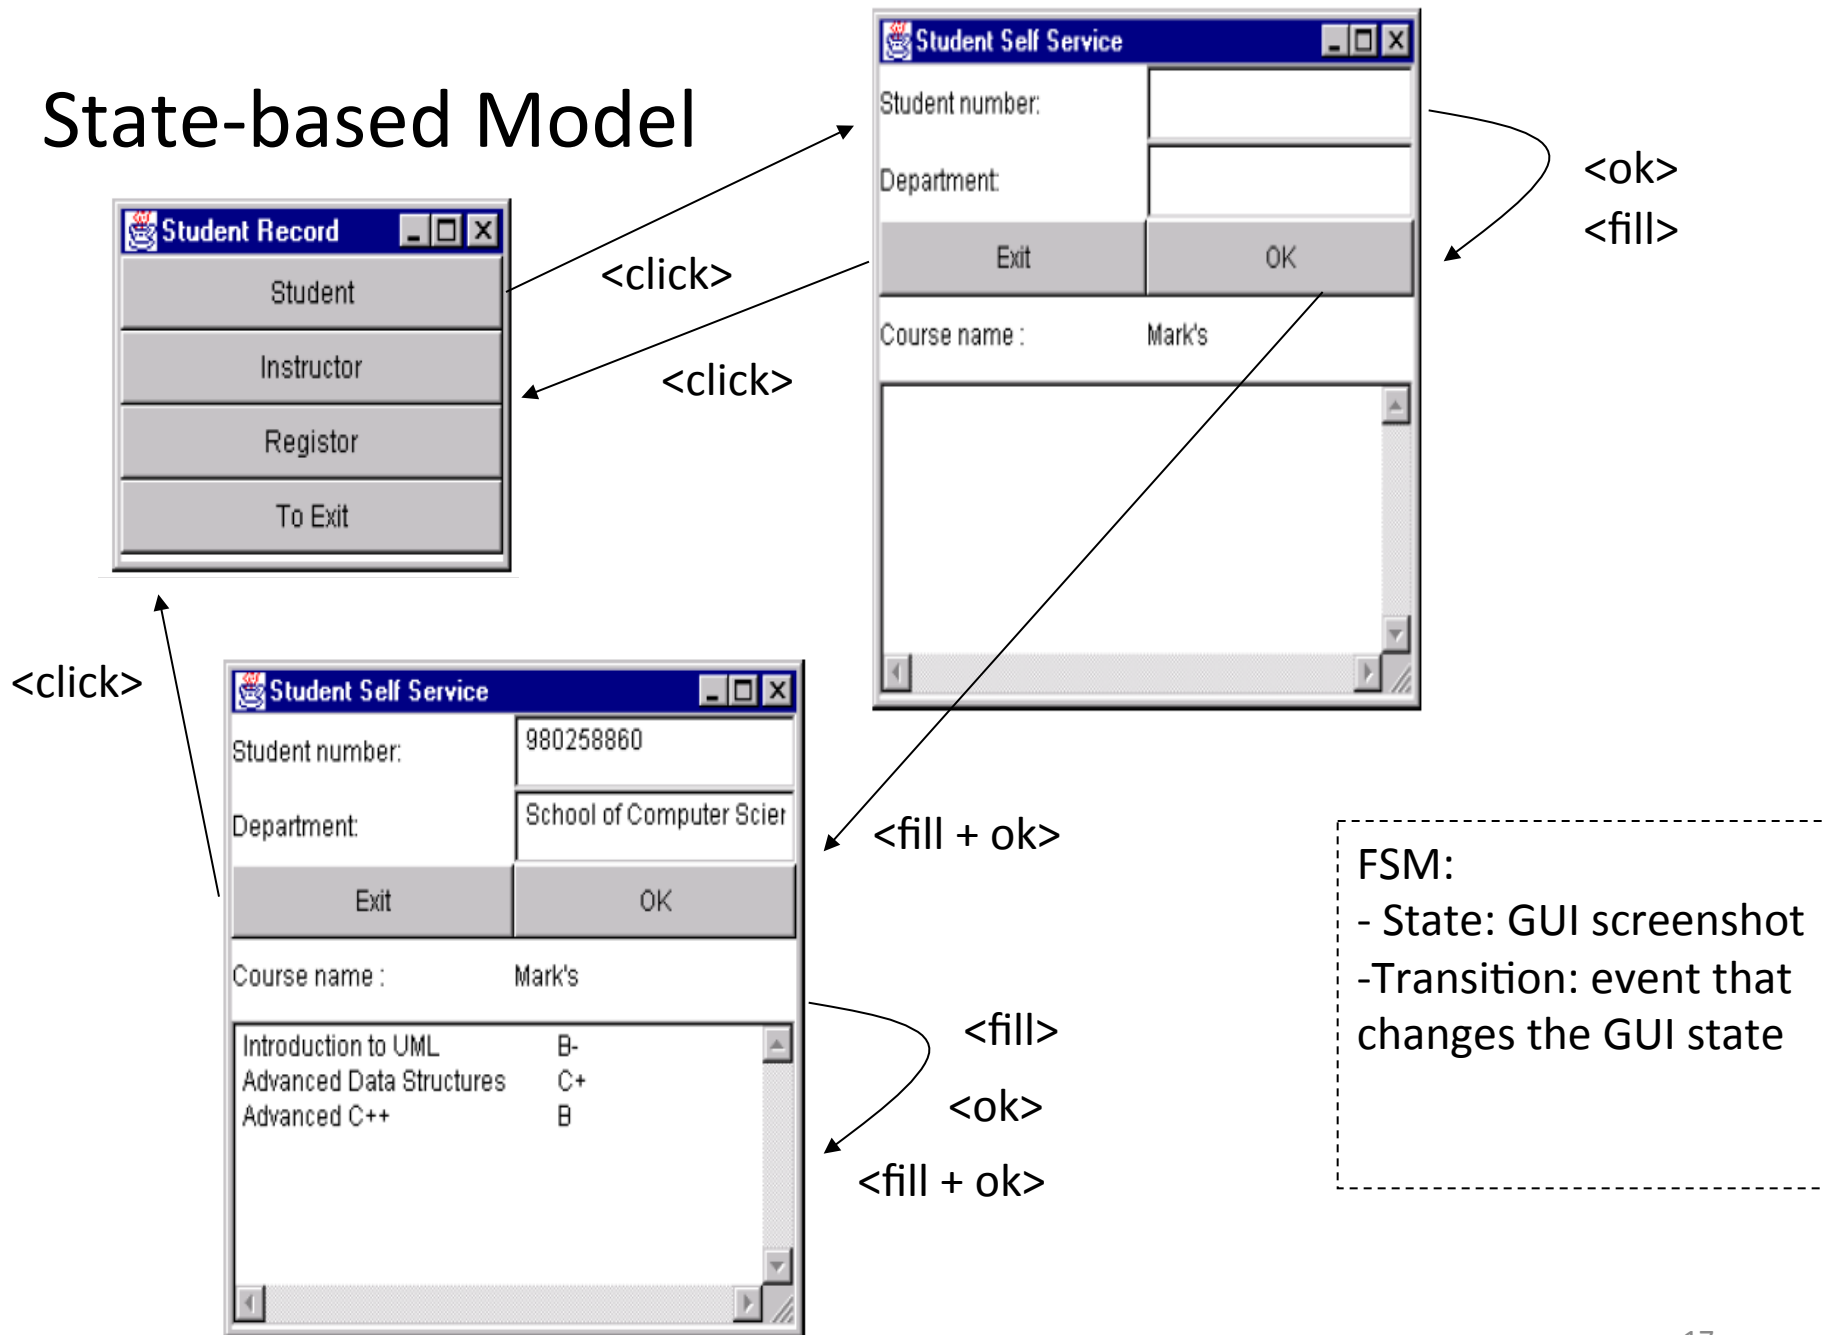 State-based Model
Student Record
Student
Instructor
Registor
To Exit
<click>
<click>
Student Self Service
Student number:
Department:
Exit OK
Course name : Mark's
<ok>
<fill>
<click>
Student Self Service
Student number: 980258860
Department: School of Computer Scier
Exit OK
Course name : Mark's
Introduction to UML B-
Advanced Data Structures C+
Advanced C++ B
<fill + ok>
<fill>
<ok>
<fill + ok>
FSM:
- State: GUI screenshot
-Transition: event that
changes the GUI state
17